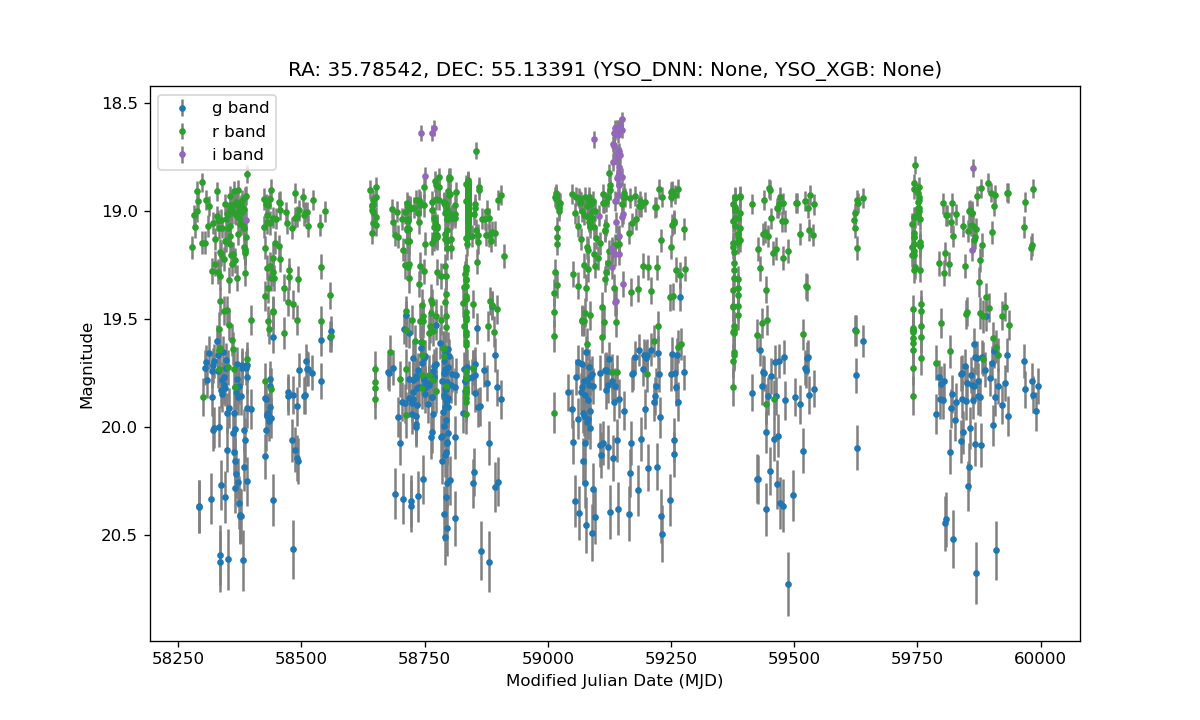 RA: 35.78542, DEC: 55.13391 (YSO_DNN: None, YSO_XGB: None)
g band
r band
i band
18.5
19.0
19.5
20.0
20.5
Magnitude
58250 58500 58750 59000 59250 59500 59750 60000
Modified Julian Date (MJD)